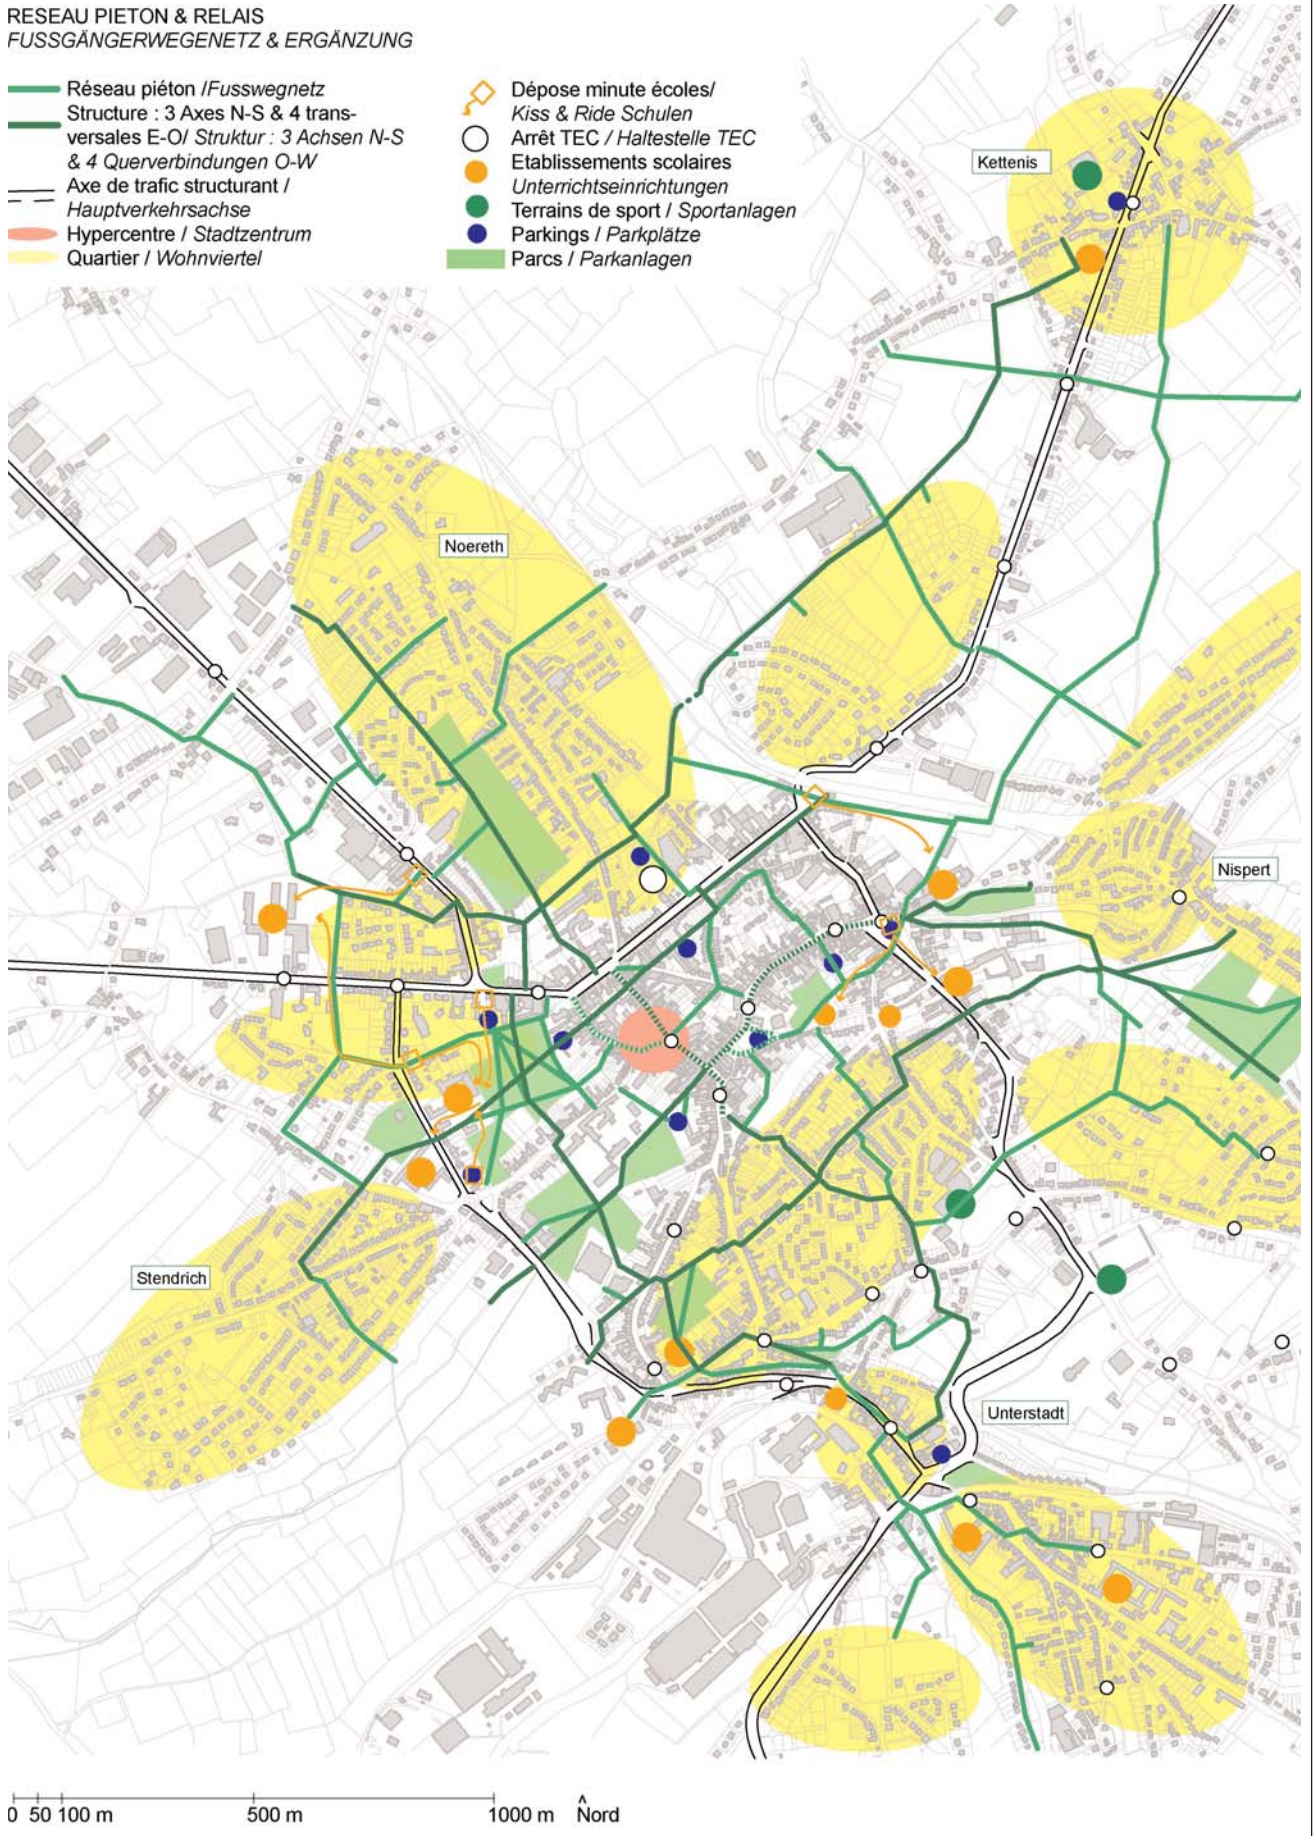 RESEAU PIETON & RELAIS
FUSSGÄNGERWEGENETZ & ERGÄNZUNG
Réseau piéton /Fusswegnetz
Structure : 3 Axes N-S & 4 trans-
versales E-O/ Struktur : 3 Achsen N-S
& 4 Querverbindungen O-W
Axe de trafic structurant /
Hauptverkehrsachse
Hypercentre / Stadtzentrum
Quartier / Wohnviertel
Dépose minute écoles/
Kiss & Ride Schulen
Arrêt TEC / Haltestelle TEC
Etablissements scolaires
Unterrichtseinrichtungen
Terrains de sport / Sportanlagen
Parkings / Parkplätze
Parcs / Parkanlagen
Kettenis
Noereth
Nispert
Stendrich
Unterstadt
0 50 100 m 500 m 1000 m Nord